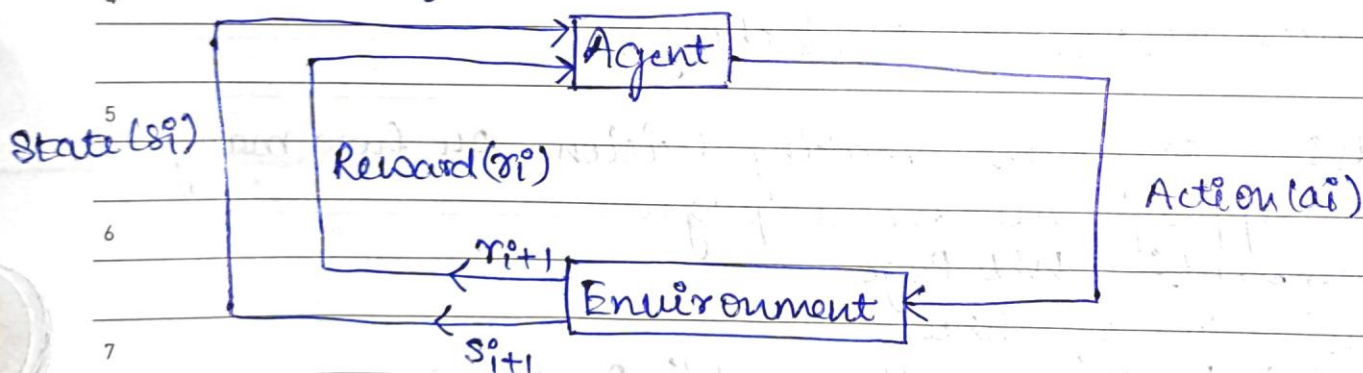 Agent
5
State (si)
Reward (ri)
Action (ai)
6
ri+1
Environment
si+1
7